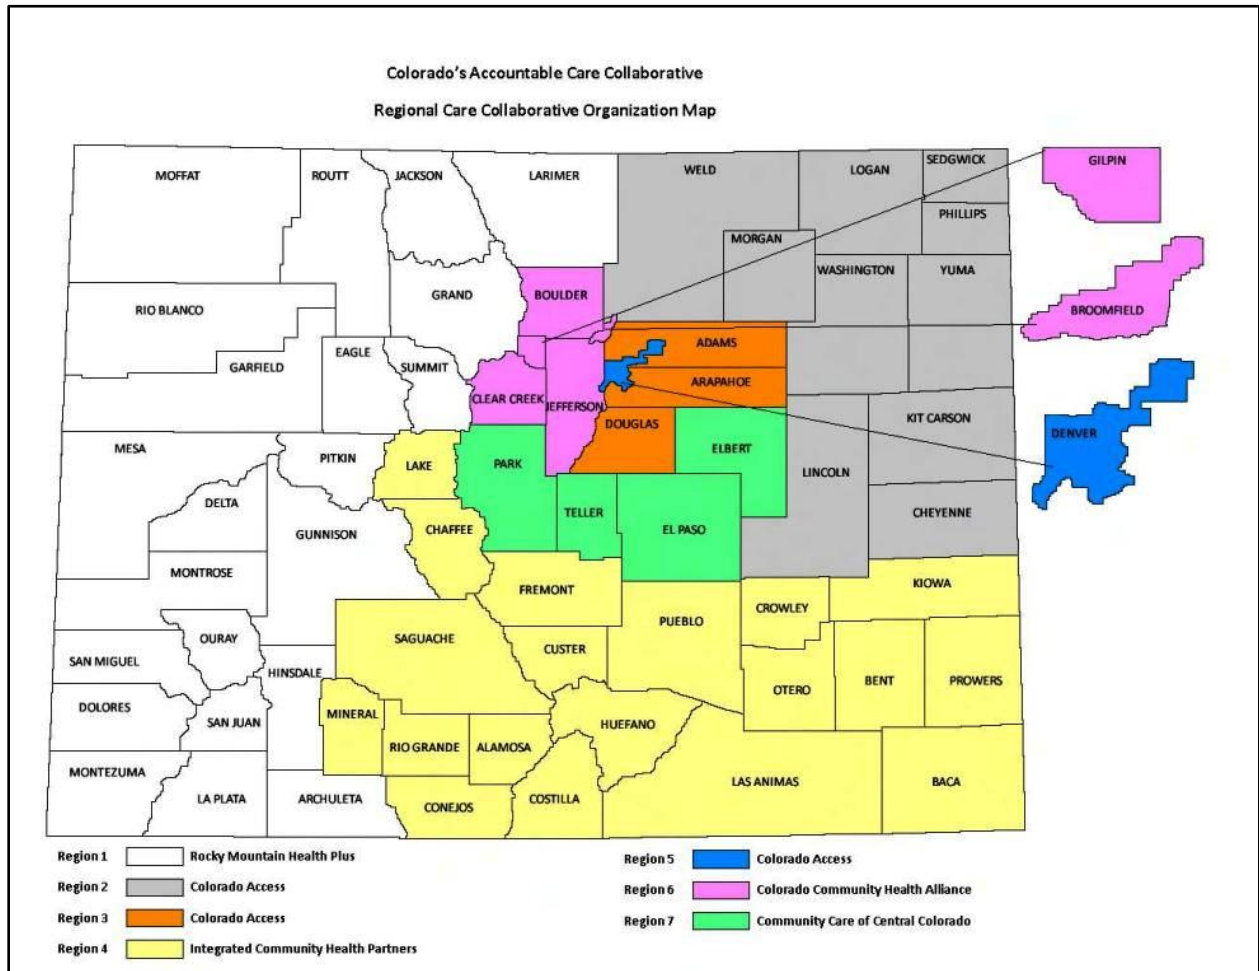 Colorado's Accountable Care Collaborative
Regional Care Collaborative Organization Map
MOFFAT
ROUTT
JACKSON
LARIMER
WELD
LOGAN
SEDGWICK
GILPIN
PHILLIPS
MORGAN
WASHINGTON
YUMA
GRAND
BOULDER
RIO BLANCO
BROOMFIELD
EAGLE
ADAMS
GARFIELD
SUMMIT
ARAPAHOE
CLEAR CREEK
JEFFERSON
KIT CARSON
DOUGLAS
DENVER
MESA
PITKIN
LAKE
PARK
ELBERT
LINCOLN
DELTA
TELLER
CHEYENNE
GUNNISON
CHAFFEE
EL PASO
MONTROSE
FREMONT
KIOWA
CROWLEY
OURAY
SAGUACHE
PUEBLO
CUSTER
SAN MIGUEL
HINSDALE
BENT
PROWERS
OTERO
DOLORES
SAN JUAN
MINERAL
HUEFANO
RIO GRANDE
ALAMOSA
MONTEZUMA
LAS ANIMAS
BACA
LA PLATA
ARCHULETA
CONEJOS
COSTILLA
Region 1 Rocky Mountain Health Plus
Region 2 Colorado Access
Region 3 Colorado Access
Region 4 Integrated Community Health Partners
Region 5 Colorado Access
Region 6 Colorado Community Health Alliance
Region 7 Community Care of Central Colorado